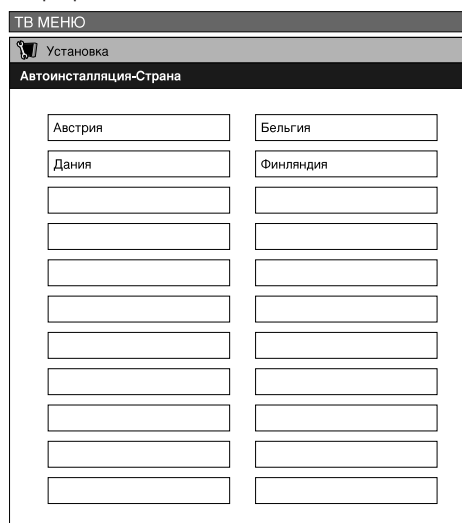 ТВ МЕНЮ
Установка
Автоинсталляция-Страна
Австрия Бельгия
Дания Финляндия